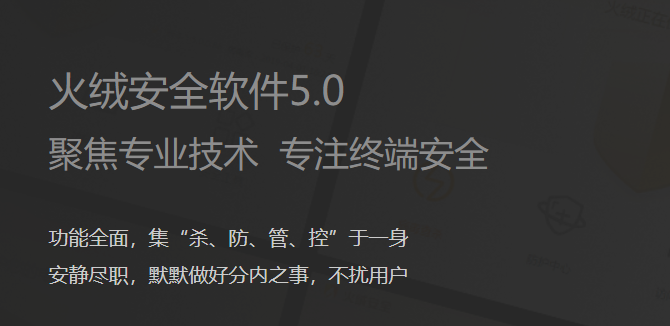 火绒安全软件5.0
聚焦专业技术 专注终端安全
功能全面，集“杀、防、管、控”于一身
安静尽职，默默做好分内之事，不扰用户